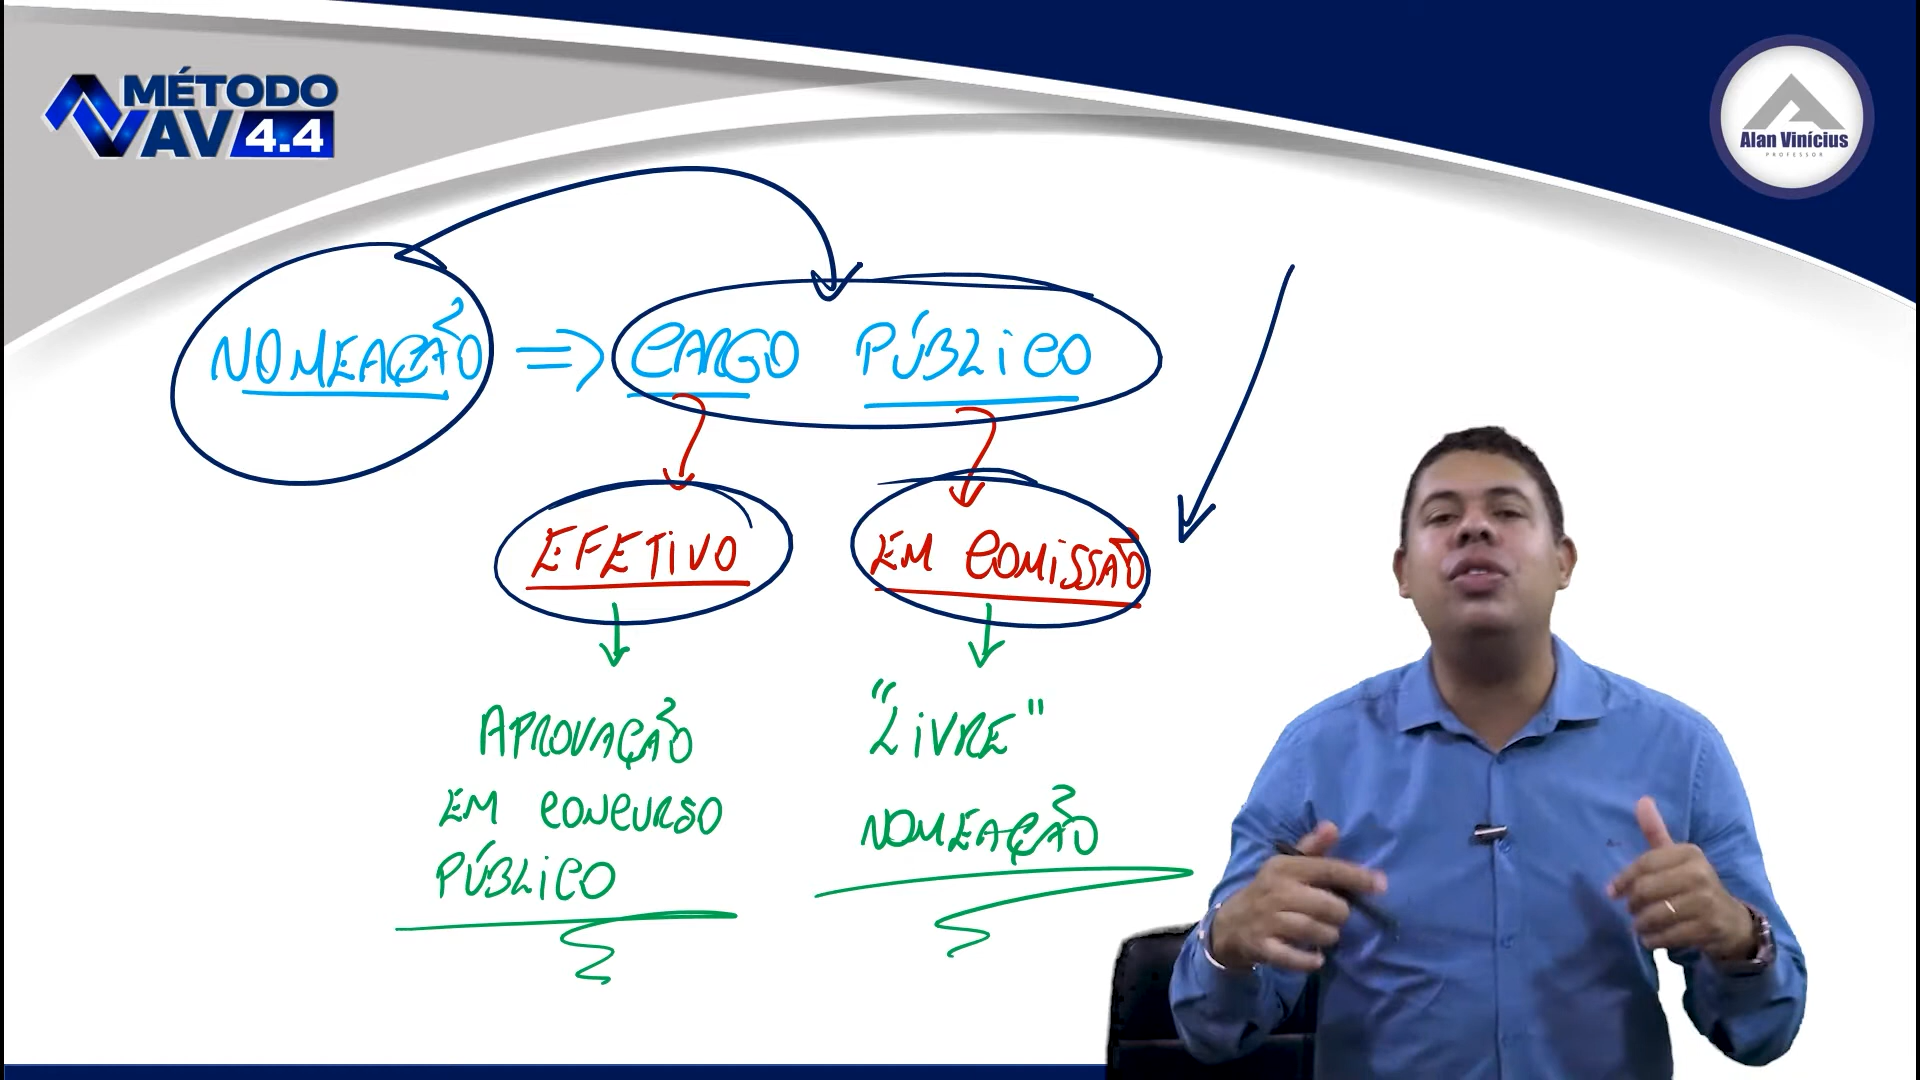 MÉTODO
AV 4.4
Alan Vinícius
PROFESSOR
NOMEAÇÃO => CARGO PÚBLICO
EFETIVO
EM COMISSÃO
APROVAÇÃO
EM CONCURSO
PÚBLICO
"LIVRE"
NOMEAÇÃO